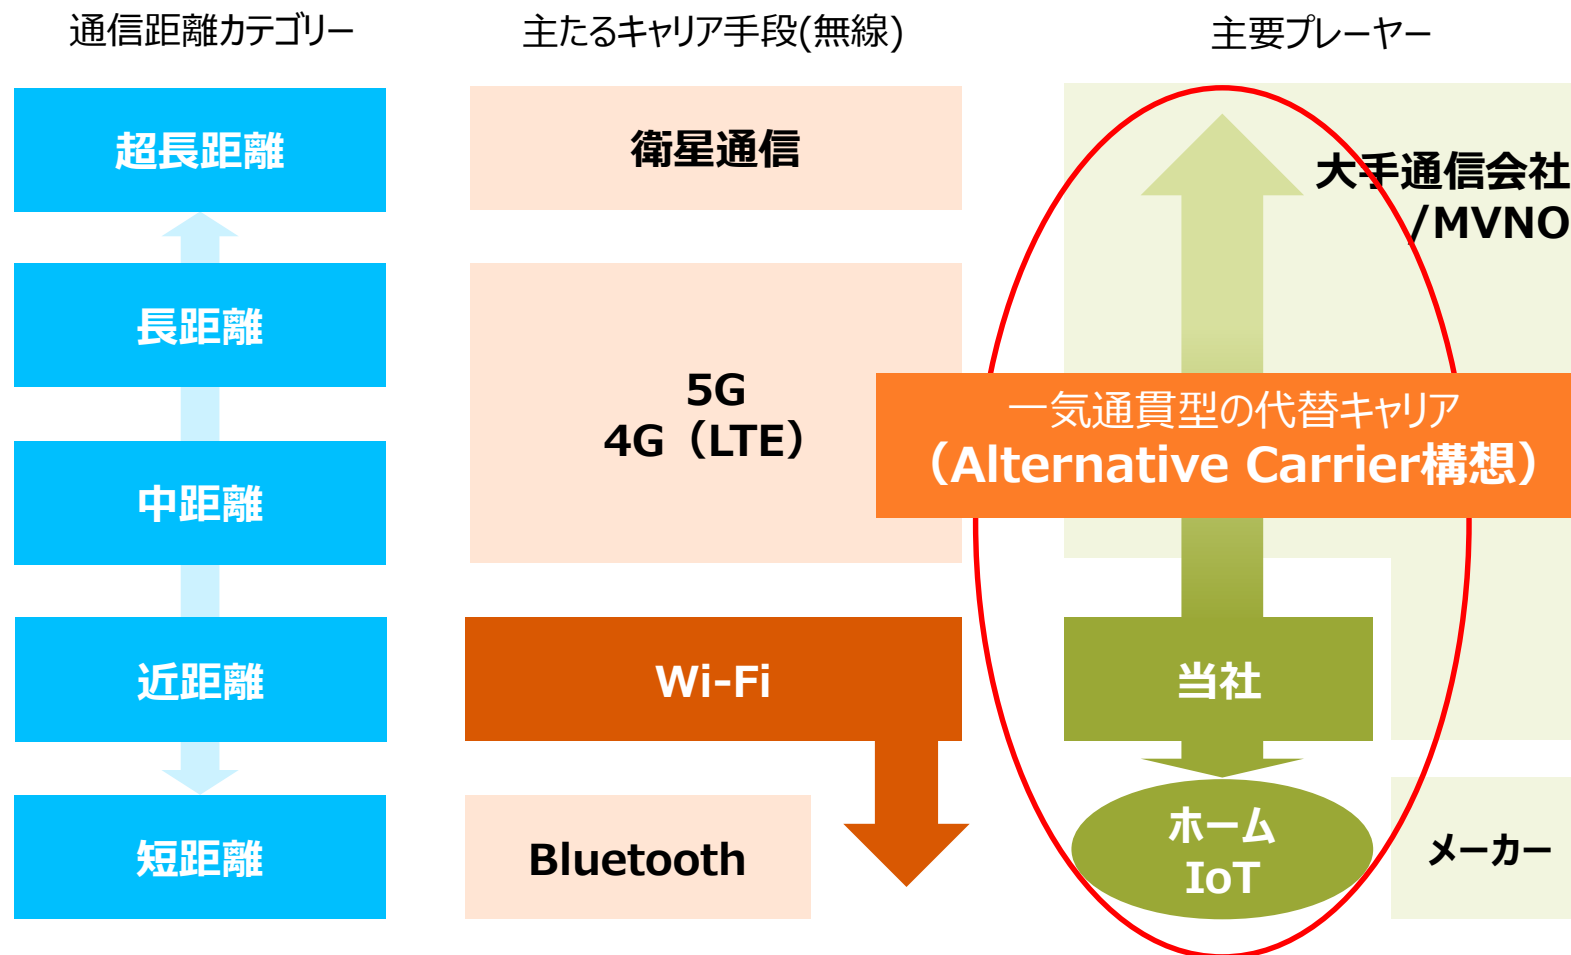 通信距離カテゴリー
主たるキャリア手段(無線)
主要プレーヤー
超長距離
衛星通信
大手通信会社
/MVNO
長距離
5G
4G（LTE）
一気通貫型の代替キャリア
（Alternative Carrier構想）
中距離
近距離
Wi-Fi
当社
短距離
Bluetooth
ホーム
IoT
メーカー